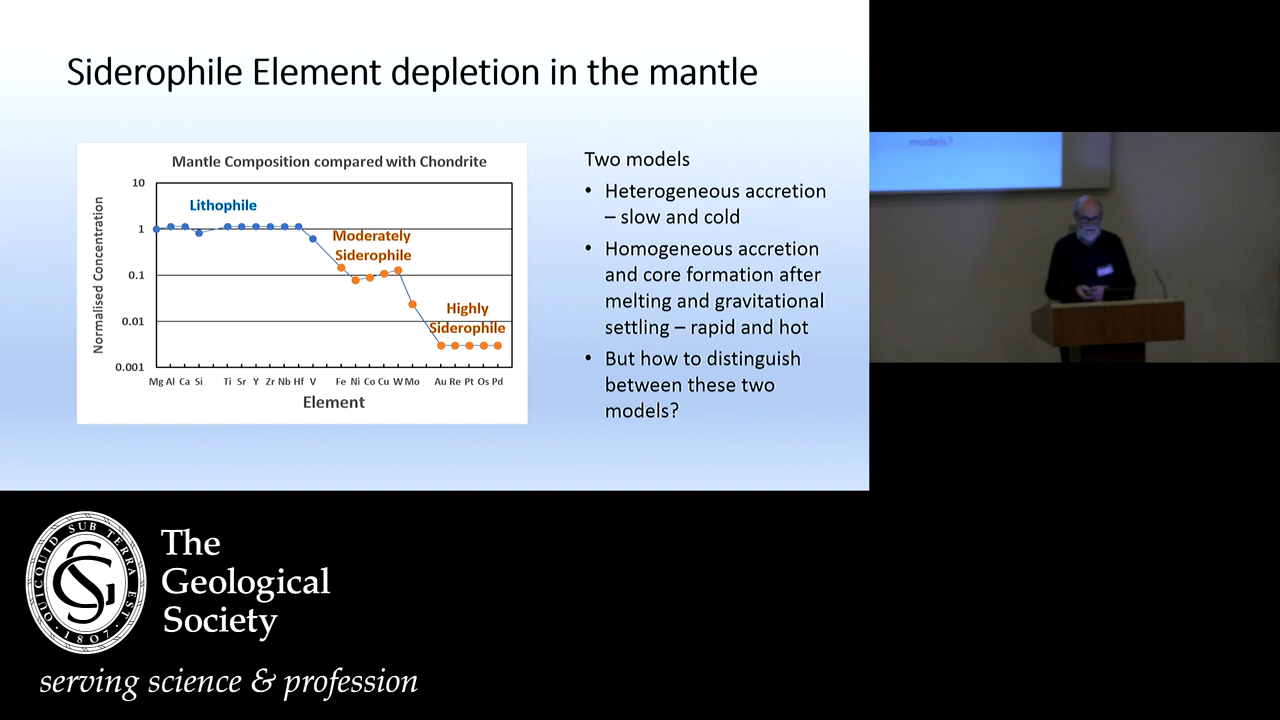 Siderophile Element depletion in the mantle
Mantle Composition compared with Chondrite
10
1
0.1
0.01
0.001
Normalised Concentration
Lithophile
Moderately
Siderophile
Highly
Siderophile
Mg Al Ca Si Ti Sr Y Zr Nb Hf V Fe Ni Co Cu W Mo Au Re Pt Os Pd
Element
Two models
• Heterogeneous accretion
– slow and cold
• Homogeneous accretion
and core formation after
melting and gravitational
settling – rapid and hot
• But how to distinguish
between these two
models?
models?
QUICQUID SUB TERRA EST
·1807·
GS
The
Geological
Society
serving science & profession